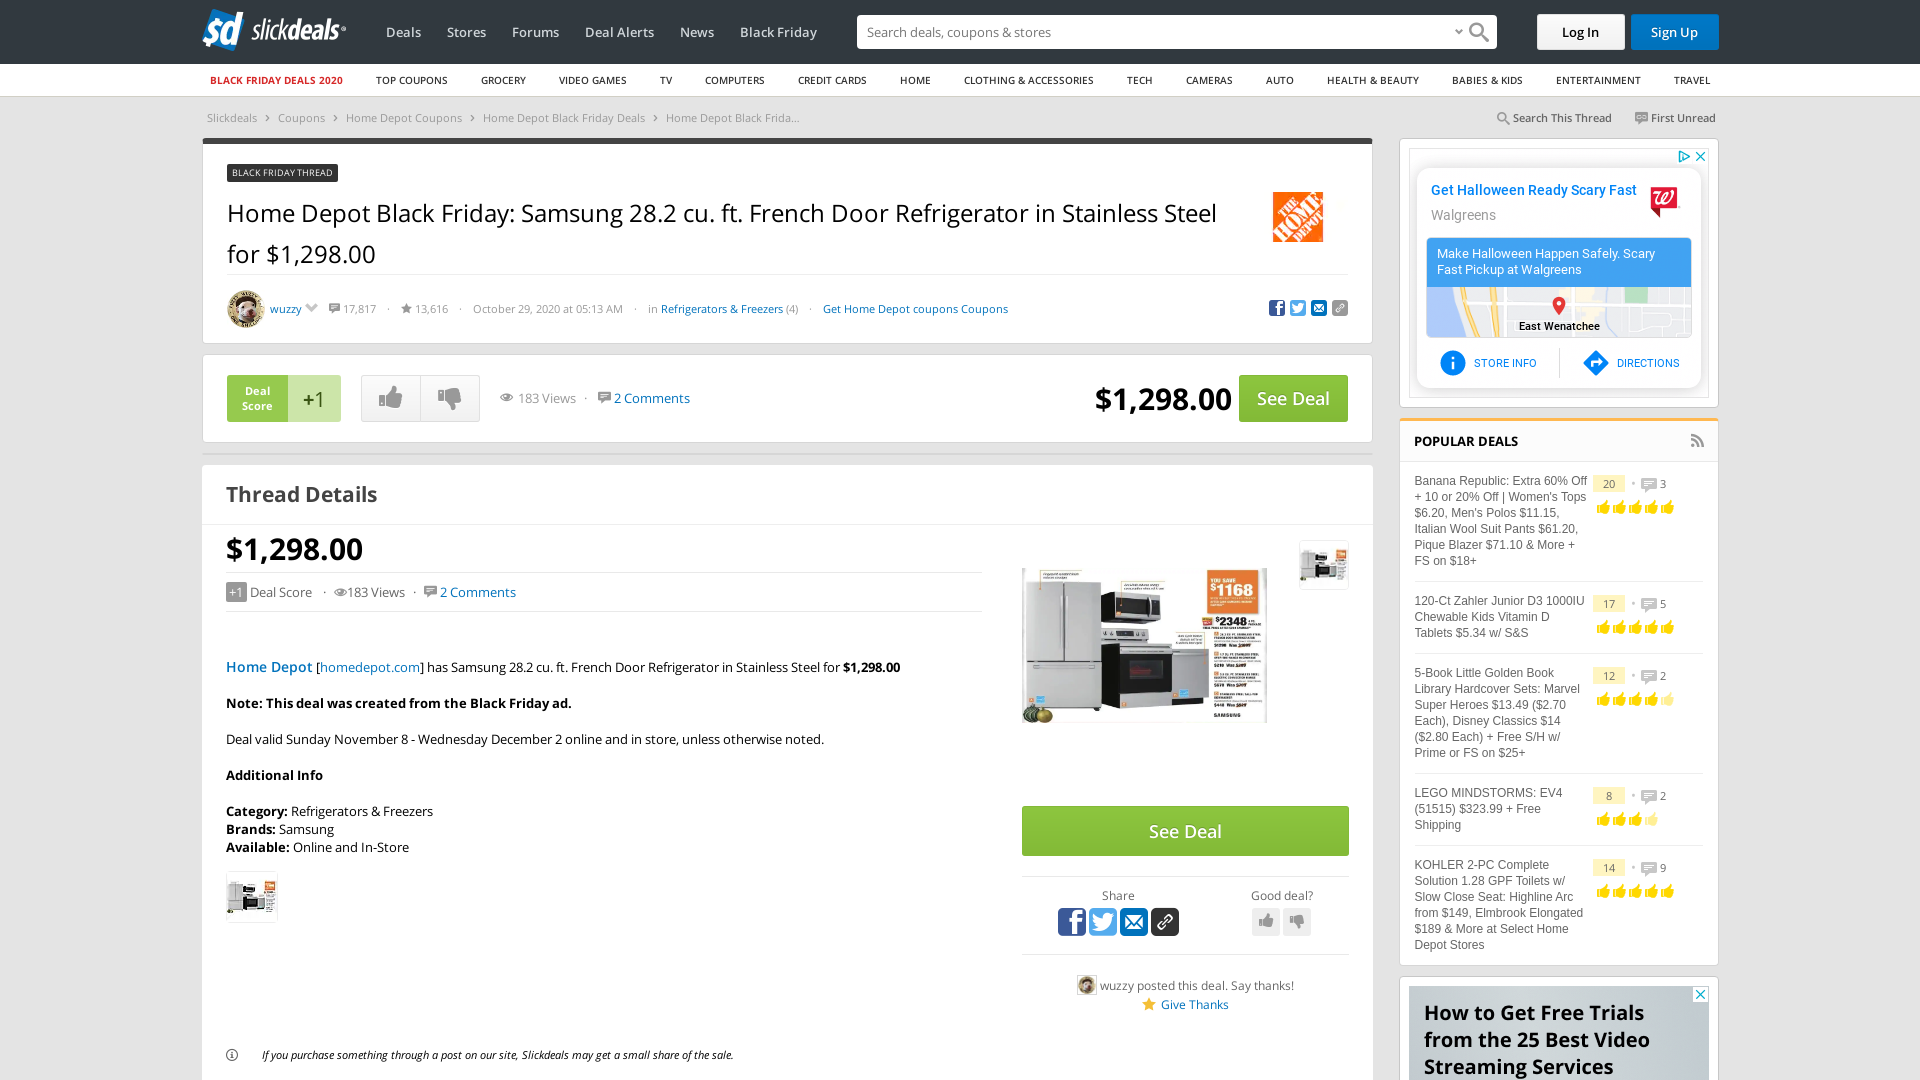 slickdeals
Deals
Stores
Forums
Deal Alerts
News
Black Friday
Search deals, coupons & scores
Log In
Sign Up
BLACK FRIDAY DEALS 2020
TOP COUPONS
GROCERY
VIDEO GAMES
TV
COMPUTERS
CREDIT CARDS
HOME
CLOTHING & ACCESSORIES
TECH
CAMERAS
AUTO
HEALTH & BEAUTY
BABIES & KIDS
ENTERTAINMENT
TRAVEL
Slickdeals › Coupons › Home Depot Coupons › Home Depot Black Friday Deals › Home Depot Black Frida...
Search This Thread
First Unread
BLACK FRIDAY THREAD
Home Depot Black Friday: Samsung 28.2 cu. ft. French Door Refrigerator in Stainless Steel
for $1,298.00
THE HOME DEPOT
wuzzy 17,817 · 13,616 · October 29, 2020 at 05:13 AM · in Refrigerators & Freezers (4) · Get Home Depot coupons Coupons
Deal
Score
+1
183 Views · 2 Comments
$1,298.00
See Deal
Thread Details
$1,298.00
+1 Deal Score · 183 Views · 2 Comments
Home Depot [homedepot.com] has Samsung 28.2 cu. ft. French Door Refrigerator in Stainless Steel for $1,298.00
Note: This deal was created from the Black Friday ad.
Deal valid Sunday November 8 - Wednesday December 2 online and in store, unless otherwise noted.
Additional Info
Category: Refrigerators & Freezers
Brands: Samsung
Available: Online and In-Store
YOU SAVE
$1168
$2348
SAMSUNG
See Deal
Share
Good deal?
wuzzy posted this deal. Say thanks!
Give Thanks
If you purchase something through a post on our site, Slickdeals may get a small share of the sale.
Get Halloween Ready Scary Fast
Walgreens
Make Halloween Happen Safely. Scary
Fast Pickup at Walgreens
East Wenatchee
STORE INFO
DIRECTIONS
POPULAR DEALS
Banana Republic: Extra 60% Off
+ 10 or 20% Off | Women's Tops
$6.20, Men's Polos $11.15,
Italian Wool Suit Pants $61.20,
Pique Blazer $71.10 & More +
FS on $18+
20 • 3
120-Ct Zahler Junior D3 1000IU
Chewable Kids Vitamin D
Tablets $5.34 w/ S&S
17 • 5
5-Book Little Golden Book
Library Hardcover Sets: Marvel
Super Heroes $13.49 ($2.70
Each), Disney Classics $14
($2.80 Each) + Free S/H w/
Prime or FS on $25+
12 • 2
LEGO MINDSTORMS: EV4
(51515) $323.99 + Free
Shipping
8 • 2
KOHLER 2-PC Complete
Solution 1.28 GPF Toilets w/
Slow Close Seat: Highline Arc
from $149, Elmbrook Elongated
$189 & More at Select Home
Depot Stores
14 • 9
How to Get Free Trials
from the 25 Best Video
Streaming Services